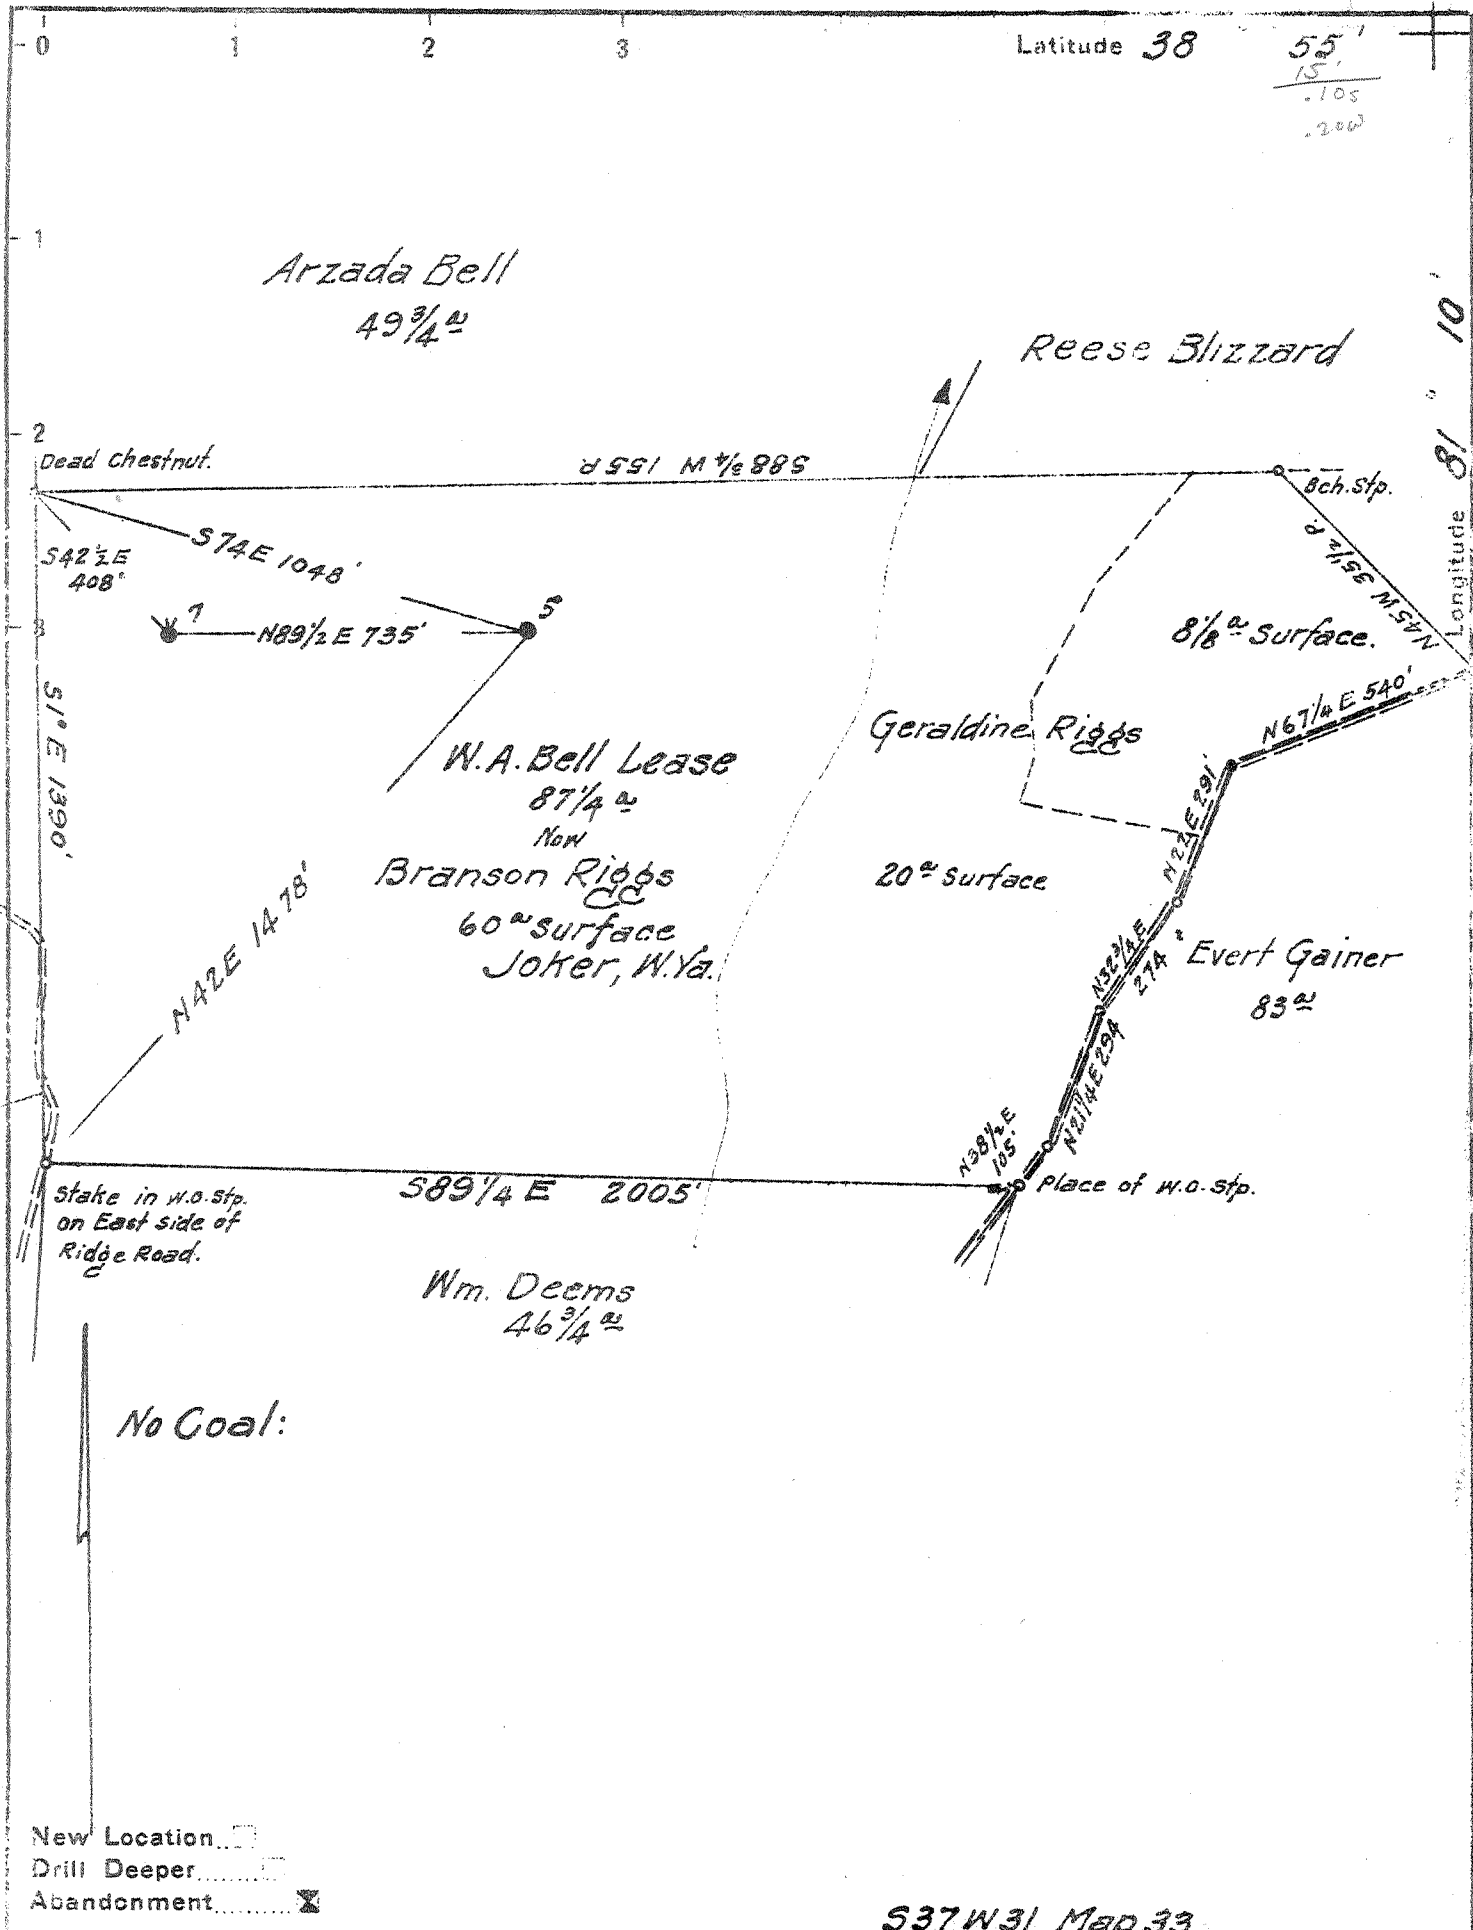 0 1 2 3
Latitude 38 55'
15'
.10s
.20w
1
2
3
Longitude 81° 10'
Arzada Bell
49 3/4 a
Reese Blizzard
Dead Chestnut.
S88 3/4 W 155 P
Bch. Stp.
N45W 35 1/2 P.
S42 1/2 E
408'
S74E 1048'
7
N89 1/2 E 735'
5
8 1/8 a Surface.
S1° E 1390'
Geraldine Riggs
N67 1/4 E 540'
W.A. Bell Lease
87 1/4 a
Now
Branson Riggs
60 a Surface
Joker, W.Va.
20 a Surface
N22E 291'
N42E 1478'
N32 3/4 E
274'
Evert Gainer
83 a
N21 1/4 E 294
N38 1/2 E
105'
Place of W.O. Stp.
Stake in W.O. Stp.
on East side of
Ridge Road.
S89 1/4 E 2005'
Wm. Deems
46 3/4 a
No Coal:
New Location
Drill Deeper
Abandonment X
S37 W31 Map 33